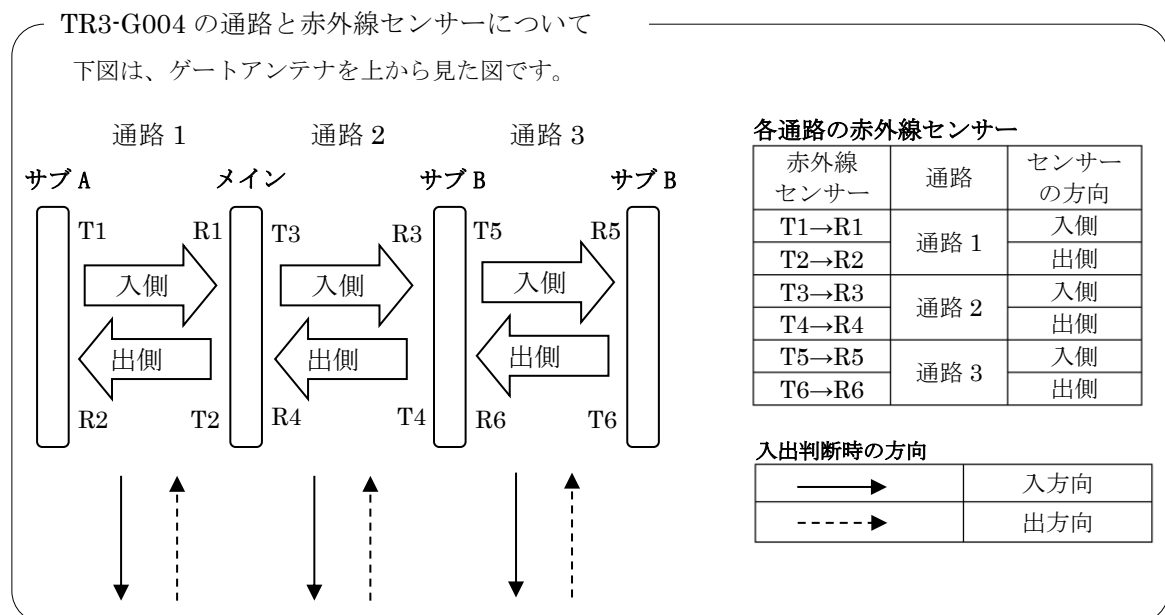 TR3-G004 の通路と赤外線センサーについて
下図は、ゲートアンテナを上から見た図です。
通路 1 通路 2 通路 3
サブ A メイン サブ B サブ B
T1 R1 T3 R3 T5 R5
入側 入側 入側
出側 出側 出側
R2 T2 R4 T4 R6 T6
各通路の赤外線センサー
赤外線
センサー
通路
センサー
の方向
T1→R1 通路 1 入側
T2→R2 出側
T3→R3 通路 2 入側
T4→R4 出側
T5→R5 通路 3 入側
T6→R6 出側
入出判断時の方向
入方向
出方向